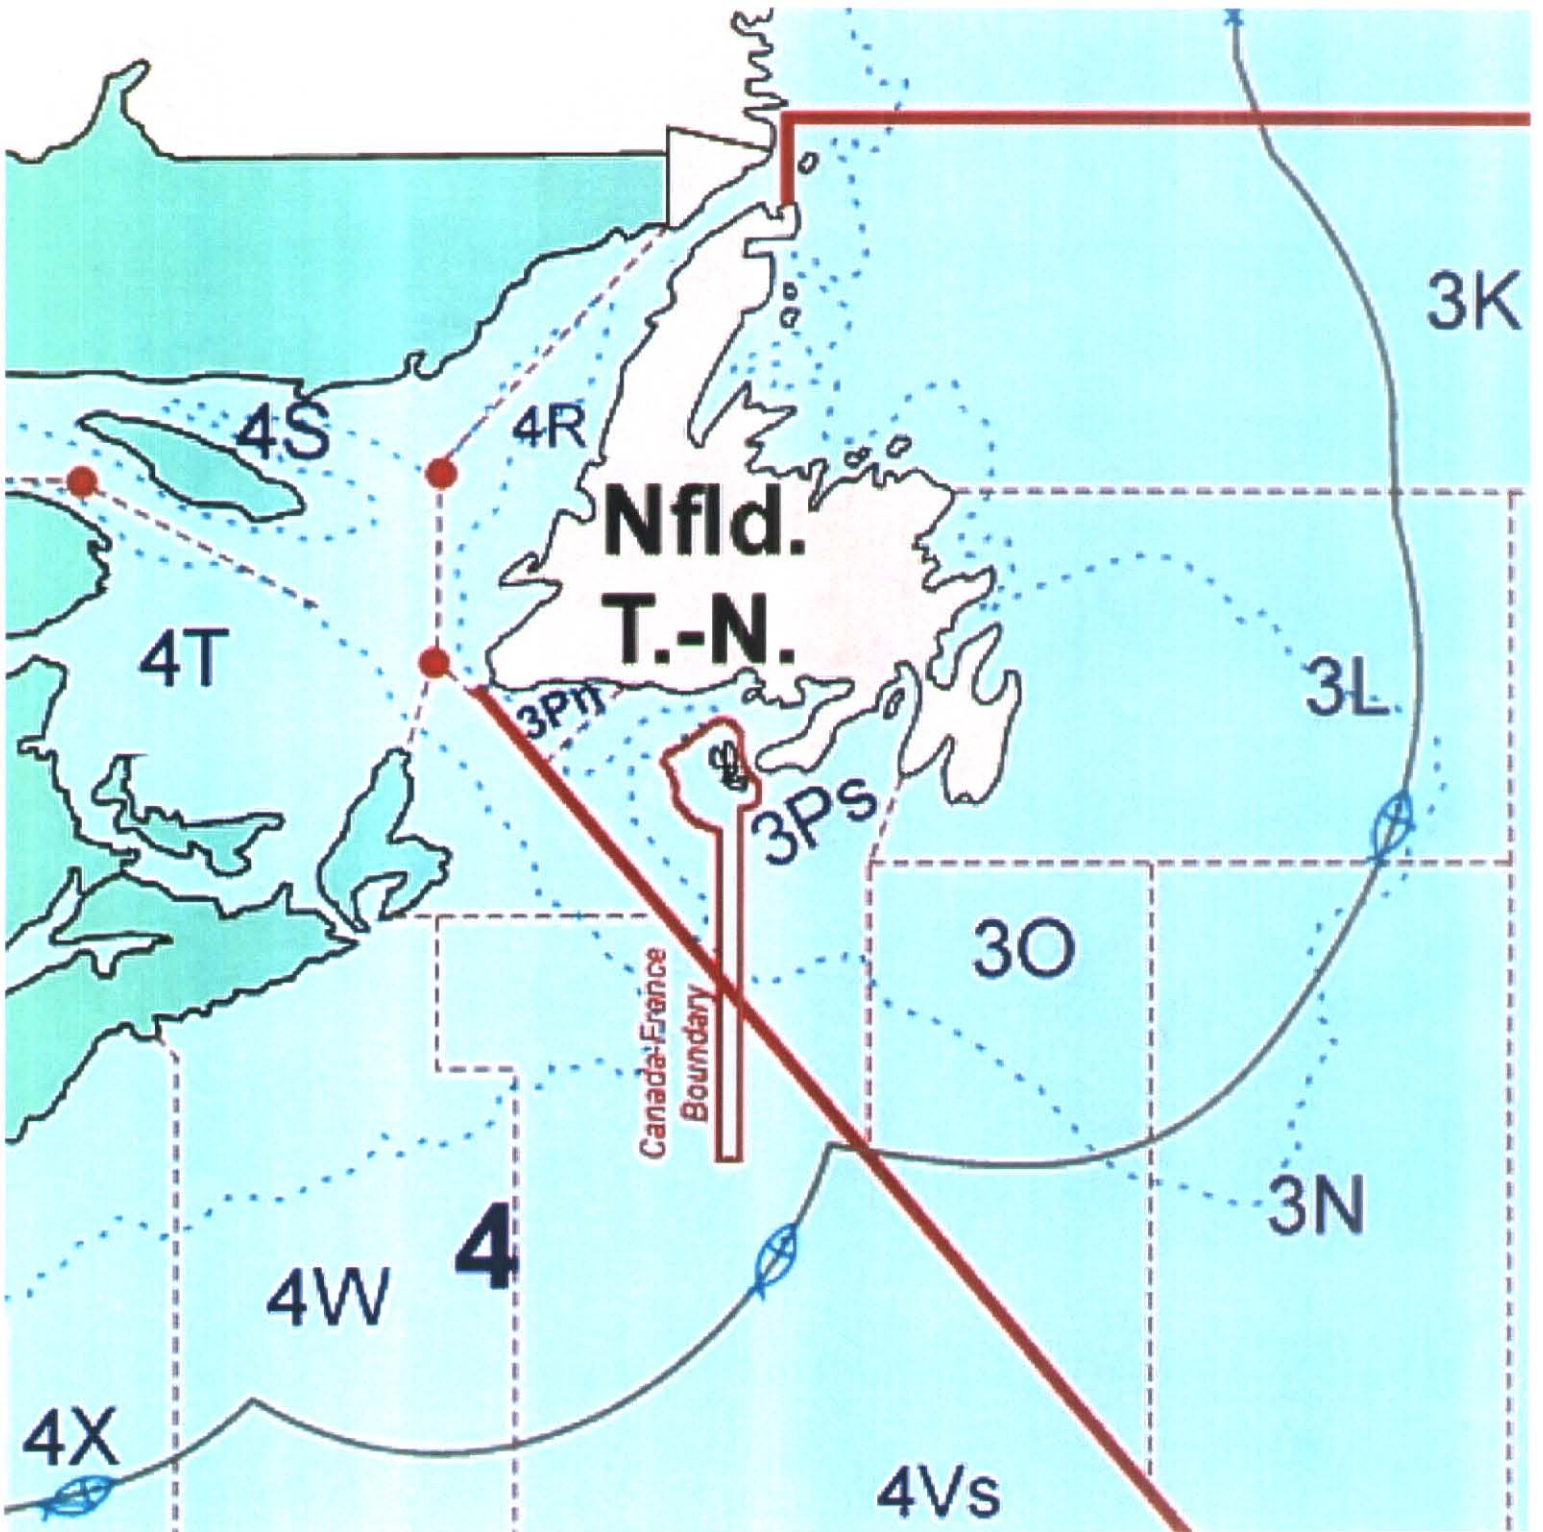 3K
4S
4R
Nfld.
T.-N.
4T
3L
3Pn
3Ps
3O
Canada-France
Boundary
3N
4
4W
4X
4Vs